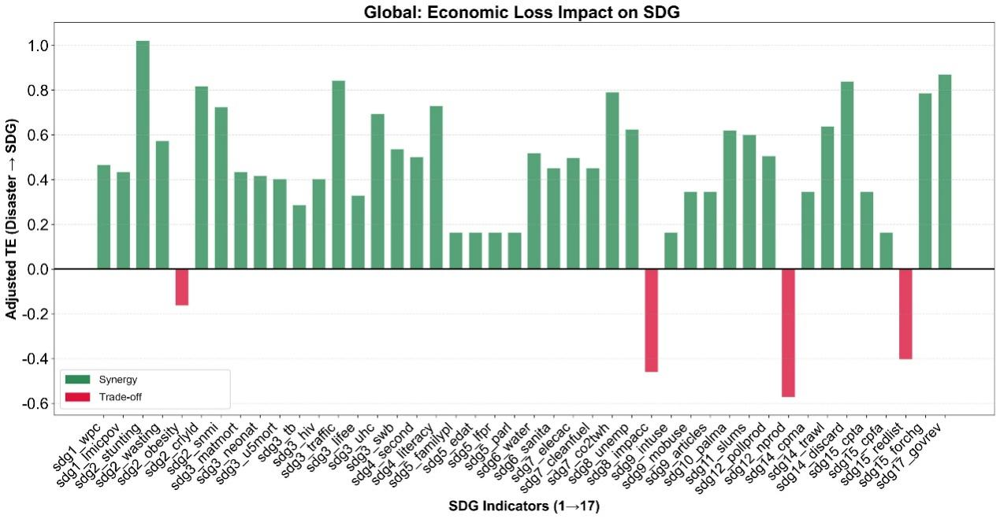 Global: Economic Loss Impact on SDG
Adjusted TE (Disaster → SDG)
1.0
0.8
0.6
0.4
0.2
0.0
-0.2
-0.4
-0.6
Synergy
Trade-off
sdg1_wpc
sdg1_lmicpov
sdg2_stunting
sdg2_wasting
sdg2_obesity
sdg2_clyld
sdg2_snmi
sdg3_matmort
sdg3_neonat
sdg3_u5mort
sdg3_tb
sdg3_hiv
sdg3_traffic
sdg3_lifee
sdg3_uhc
sdg3_swb
sdg4_second
sdg4_literacy
sdg5_familypl
sdg5_edat
sdg5_lfpr
sdg5_parl
sdg6_water
sdg6_sanita
sdg7_elecac
sdg7_cleanfuel
sdg7_co2twh
sdg8_unemp
sdg8_impacc
sdg9_intuse
sdg9_mobuse
sdg9_articles
sdg10_palma
sdg11_slums
sdg12_pollprod
sdg12_nprod
sdg14_cpma
sdg14_trawl
sdg14_discard
sdg15_cpta
sdg15_cpfa
sdg15_redlist
sdg15_forchg
sdg17_govrev
SDG Indicators (1→17)